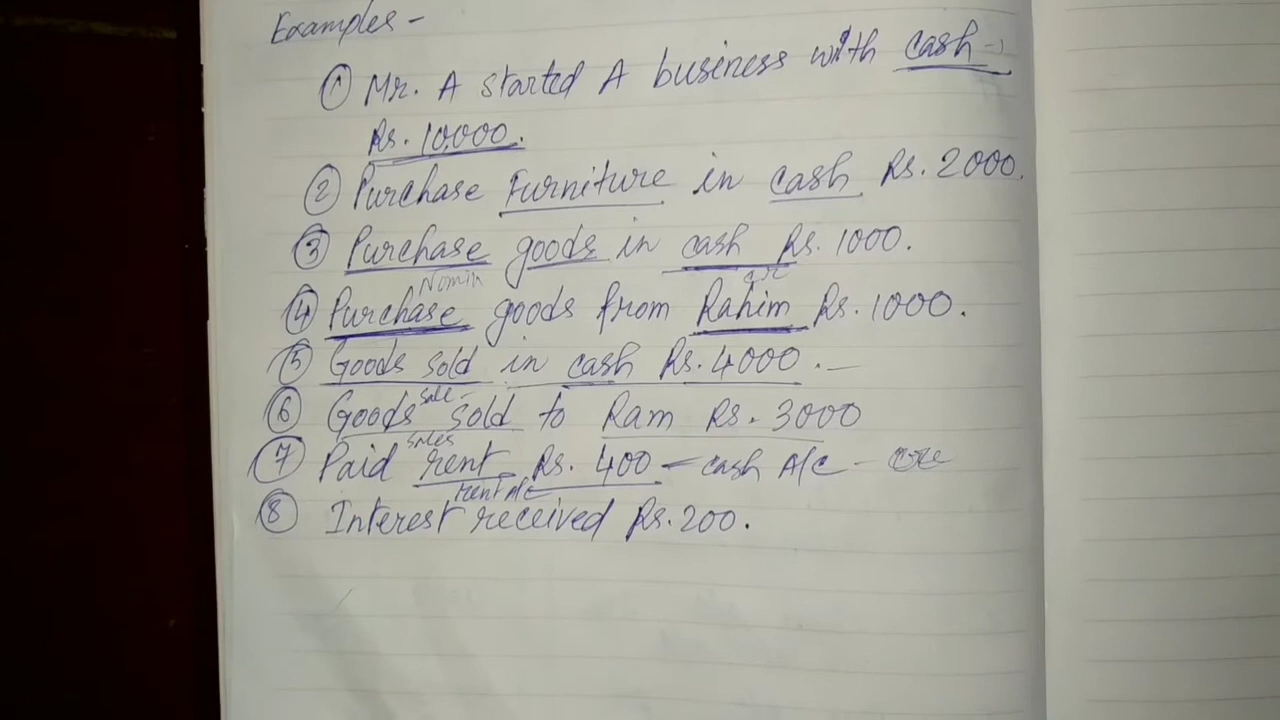 Examples -
① Mr. A started A business with cash -
Rs. 10,000.
② Purchase Furniture in cash Rs. 2000.
③ Purchase goods in cash Rs. 1000.
Nomin
④ Purchase goods from Rahim Rs. 1000.
⑤ Goods sold in cash Rs. 4000. -
sale -
⑥ Goods sold to Ram Rs. 3000
sales
⑦ Paid rent Rs. 400 - cash A/C -
rent A/c
⑧ Interest received Rs. 200.